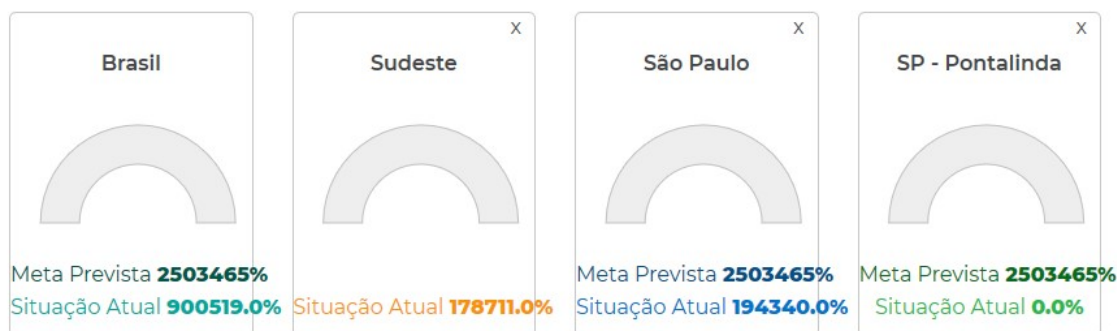 Brasil
Meta Prevista 2503465%
Situação Atual 900519.0%
X
Sudeste
Situação Atual 178711.0%
X
São Paulo
Meta Prevista 2503465%
Situação Atual 194340.0%
X
SP - Pontalinda
Meta Prevista 2503465%
Situação Atual 0.0%